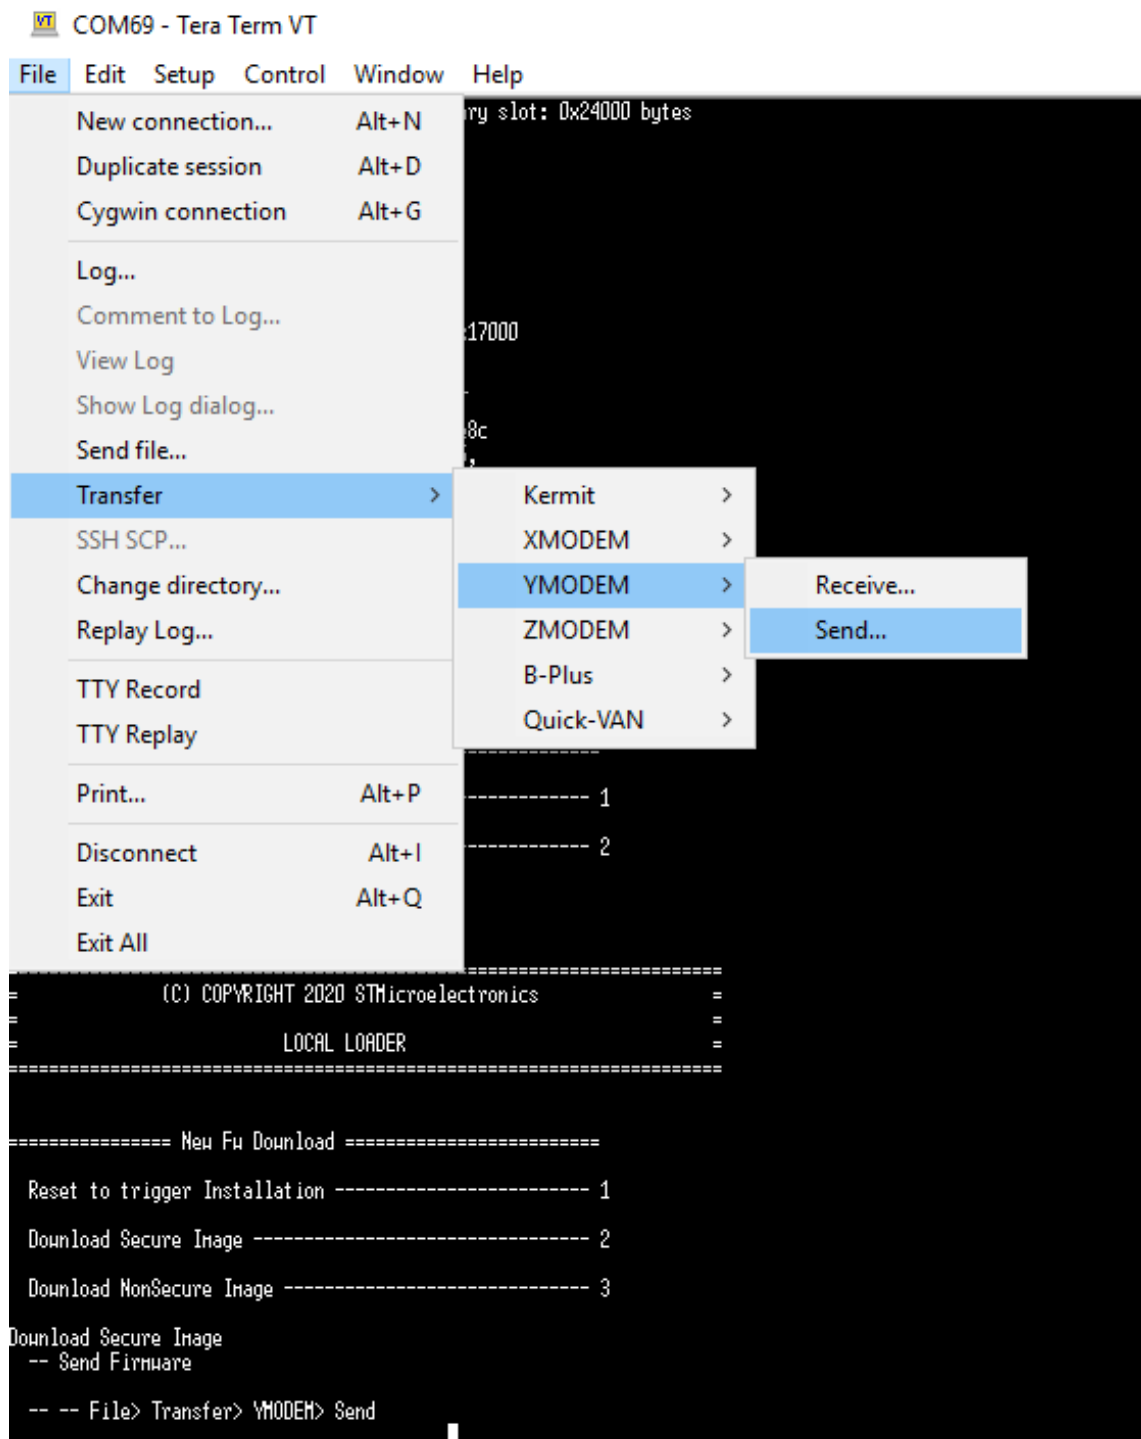 COM69 - Tera Term VT
File Edit Setup Control Window Help
New connection... Alt+N
Duplicate session Alt+D
Cygwin connection Alt+G
Log...
Comment to Log...
View Log
Show Log dialog...
Send file...
Transfer >
SSH SCP...
Change directory...
Replay Log...
TTY Record
TTY Replay
Print... Alt+P
Disconnect Alt+I
Exit Alt+Q
Exit All
Kermit >
XMODEM >
YMODEM >
ZMODEM >
B-Plus >
Quick-VAN >
Receive...
Send...
slot: 0x24000 bytes
17000
8c
------------ 1
------------ 2
(C) COPYRIGHT 2020 STMicroelectronics
LOCAL LOADER
================ New Fw Download =========================
Reset to trigger Installation ------------------------- 1
Download Secure Image --------------------------------- 2
Download NonSecure Image ------------------------------ 3
Download Secure Image
-- Send Firmware
-- -- File> Transfer> YMODEM> Send